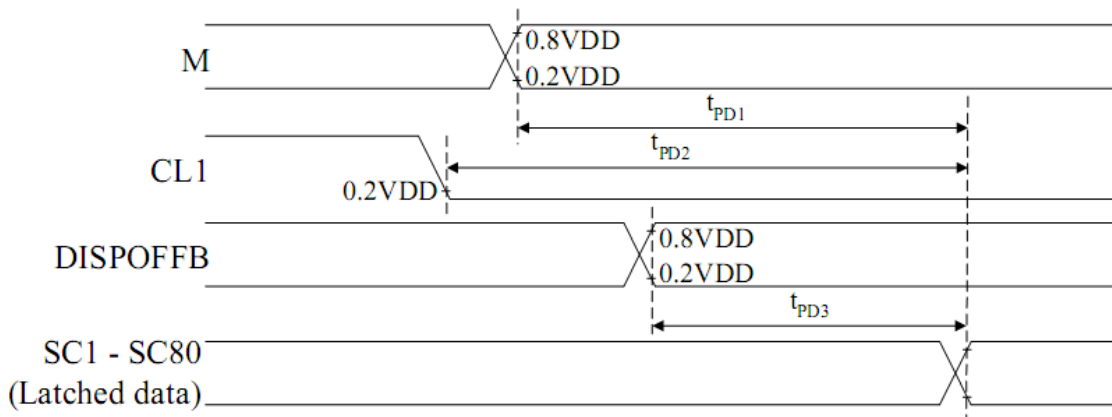 M
0.8VDD
0.2VDD
tPD1
CL1
tPD2
0.2VDD
DISPOFFB
0.8VDD
0.2VDD
tPD3
SC1 - SC80
(Latched data)